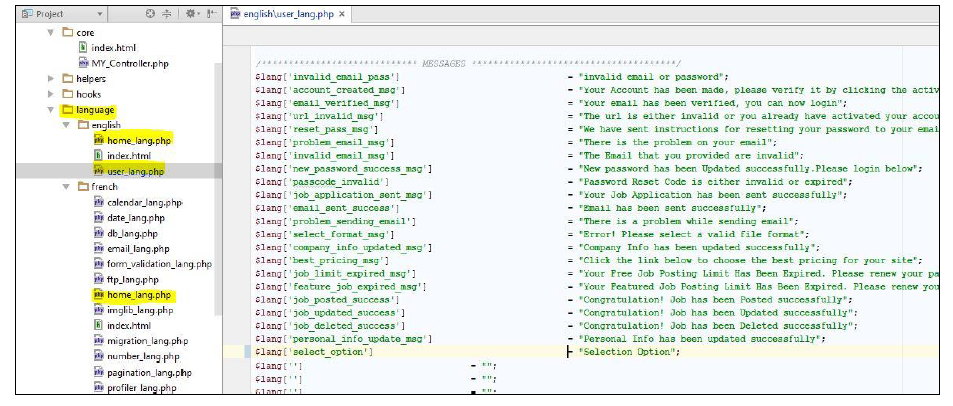 Project
english\user_lang.php ×
core
index.html
MY_Controller.php
helpers
hooks
language
english
home_lang.php
index.html
user_lang.php
french
calendar_lang.php
date_lang.php
db_lang.php
email_lang.php
form_validation_lang.php
ftp_lang.php
home_lang.php
imglib_lang.php
index.html
migration_lang.php
number_lang.php
pagination_lang.php
profiler_lang.php
MESSAGES
$lang['invalid_email_pass'] = "invalid email or password";
$lang['account_created_msg'] = "Your Account has been made, please verify it by clicking the activ
$lang['email_verified_msg'] = "Your email has been verified, you can now login";
$lang['url_invalid_msg'] = "The url is either invalid or you already have activated your accou
$lang['reset_pass_msg'] = "We have sent instructions for resetting your password to your emai
$lang['problem_email_msg'] = "There is the problem on your email";
$lang['invalid_email_msg'] = "The Email that you provided are invalid";
$lang['new_password_success_msg'] = "New password has been Updated successfully.Please login below";
$lang['passcode_invalid'] = "Password Reset Code is either invalid or expired";
$lang['job_application_sent_msg'] = "Your Job Application has been sent successfully";
$lang['email_sent_success'] = "Email has been sent successfully";
$lang['problem_sending_email'] = "There is a problem while sending email";
$lang['select_format_msg'] = "Error! Please select a valid file format";
$lang['company_info_updated_msg'] = "Company Info has been updated successfully";
$lang['best_pricing_msg'] = "Click the link below to choose the best pricing for your site";
$lang['job_limit_expired_msg'] = "Your Free Job Posting Limit Has Been Expired. Please renew your pa
$lang['feature_job_expired_msg'] = "Your Featured Job Posting Limit Has Been Expired. Please renew you
$lang['job_posted_success'] = "Congratulation! Job has been Posted successfully";
$lang['job_updated_success'] = "Congratulation! Job has been Updated successfully";
$lang['job_deleted_success'] = "Congratulation! Job has been Deleted successfully";
$lang['personal_info_update_msg'] = "Personal Info has been updated successfully";
$lang['select_option'] = "Selection Option";
$lang[''] = "";
$lang[''] = "";
$lang[''] = "";